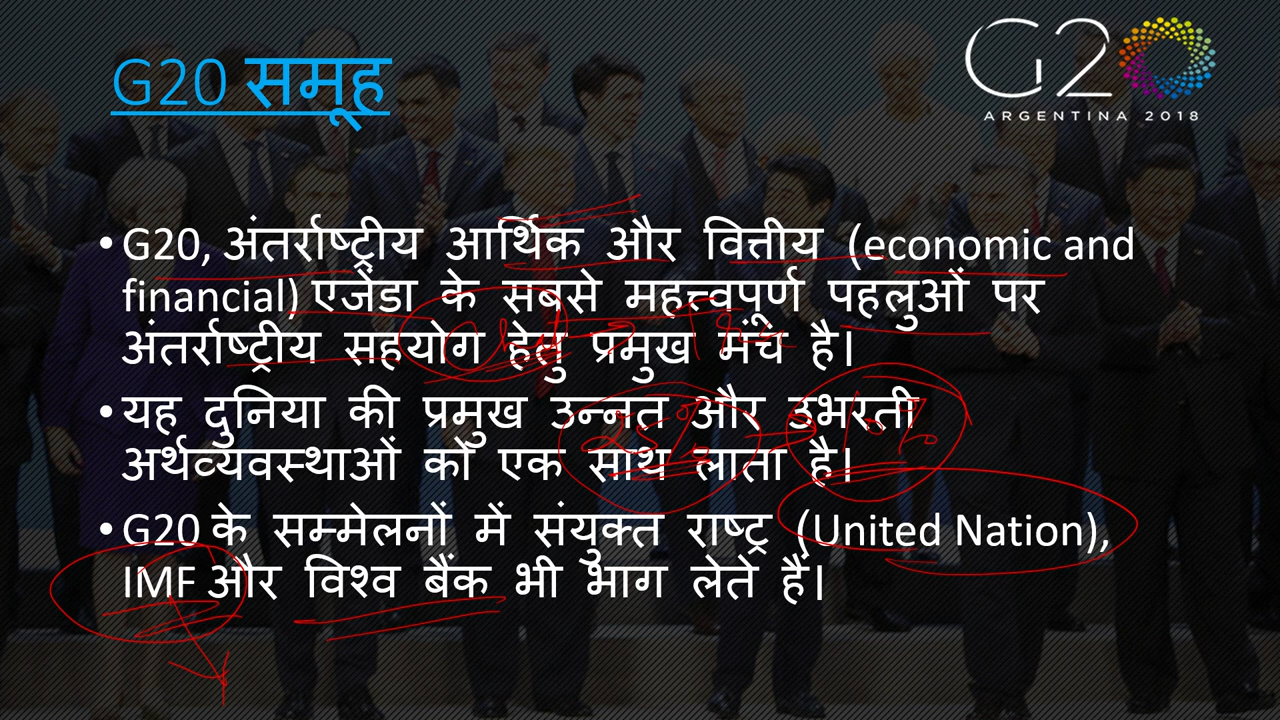 G20
ARGENTINA 2018
G20 समूह
•G20, अंतर्राष्ट्रीय आर्थिक और वित्तीय (economic and
financial) एजेंडा के सबसे महत्त्वपूर्ण पहलुओं पर
अंतर्राष्ट्रीय सहयोग हेतु प्रमुख मंच है।
•यह दुनिया की प्रमुख उन्नत और उभरती
अर्थव्यवस्थाओं को एक साथ लाता है।
•G20 के सम्मेलनों में संयुक्त राष्ट्र (United Nation),
IMF और विश्व बैंक भी भाग लेते हैं।
25%
10%